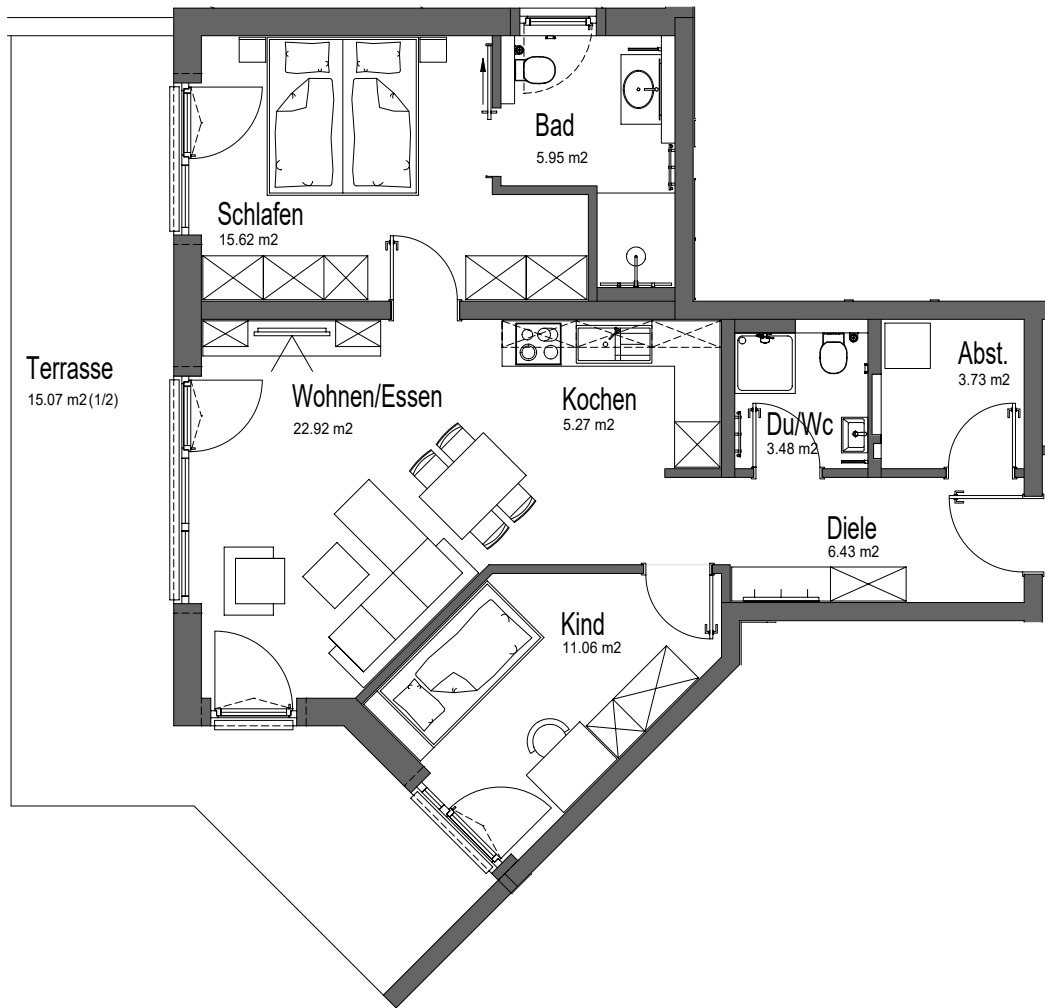 Bad
5.95 m2
Schlafen
15.62 m2
Terrasse
15.07 m2(1/2)
Wohnen/Essen
22.92 m2
Kochen
5.27 m2
Du/Wc
3.48 m2
Abst.
3.73 m2
Diele
6.43 m2
Kind
11.06 m2